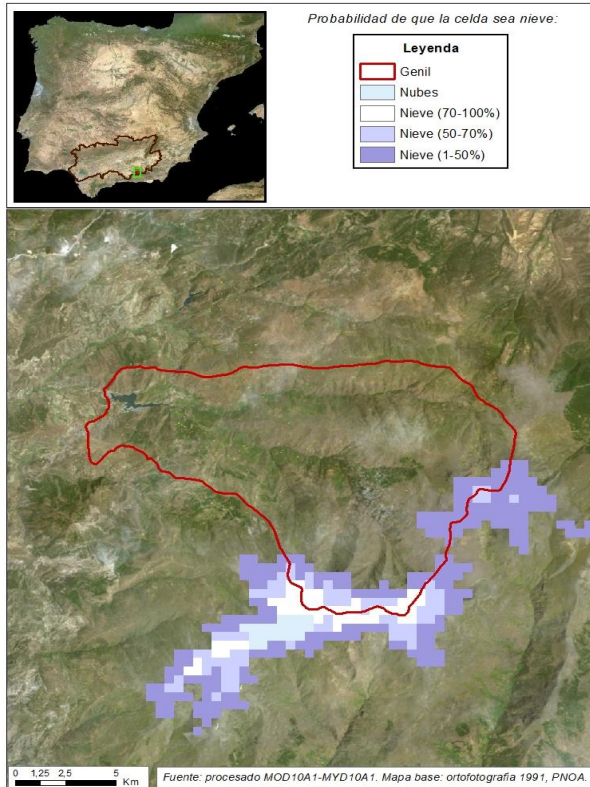 Probabilidad de que la celda sea nieve:
Leyenda
Genil
Nubes
Nieve (70-100%)
Nieve (50-70%)
Nieve (1-50%)
0 1,25 2,5 5
Km
Fuente: procesado MOD10A1-MYD10A1. Mapa base: ortofotografía 1991, PNOA.